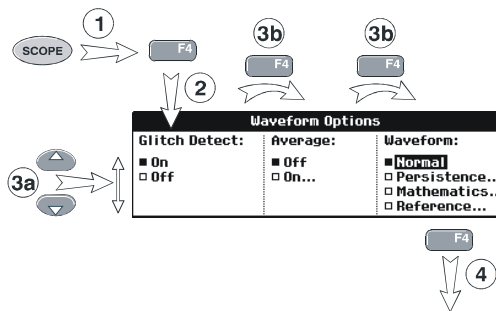 1
3b
3b
SCOPE
F4
F4
F4
2
Waveform Options
Glitch Detect:
Average:
Waveform:
On
Off
Normal
Off
On...
Persistence..
Mathematics..
Reference...
3a
F4
4